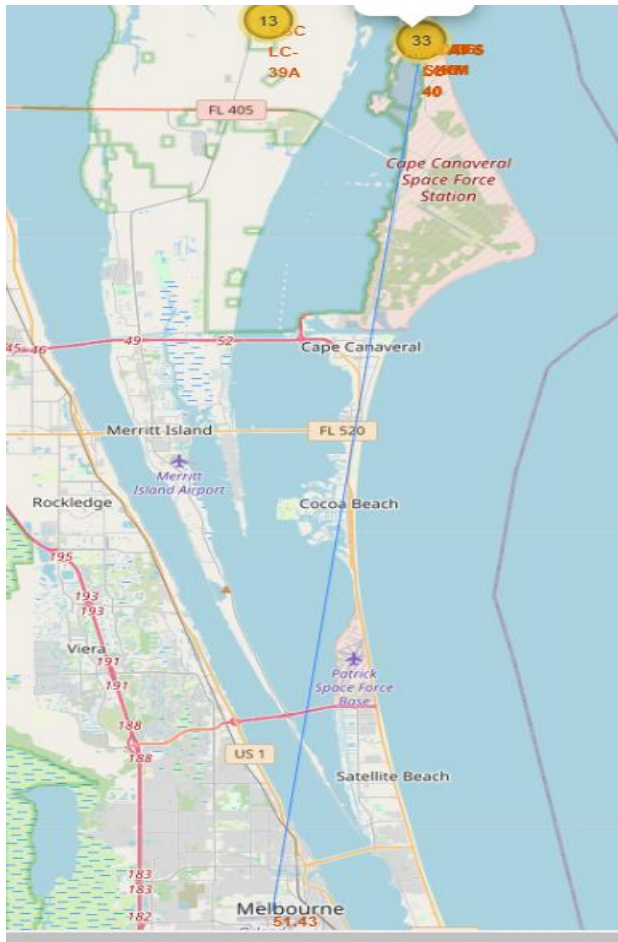 13
33
LC-
39A
40
FL 405
Cape Canaveral
Space Force
Station
49
52
45
46
Cape Canaveral
Merritt Island
FL 520
Merritt
Island Airport
Rockledge
Cocoa Beach
195
193
193
Viera
191
191
Patrick
Space Force
Base
188
188
US 1
Satellite Beach
183
183
182
Melbourne
51.43